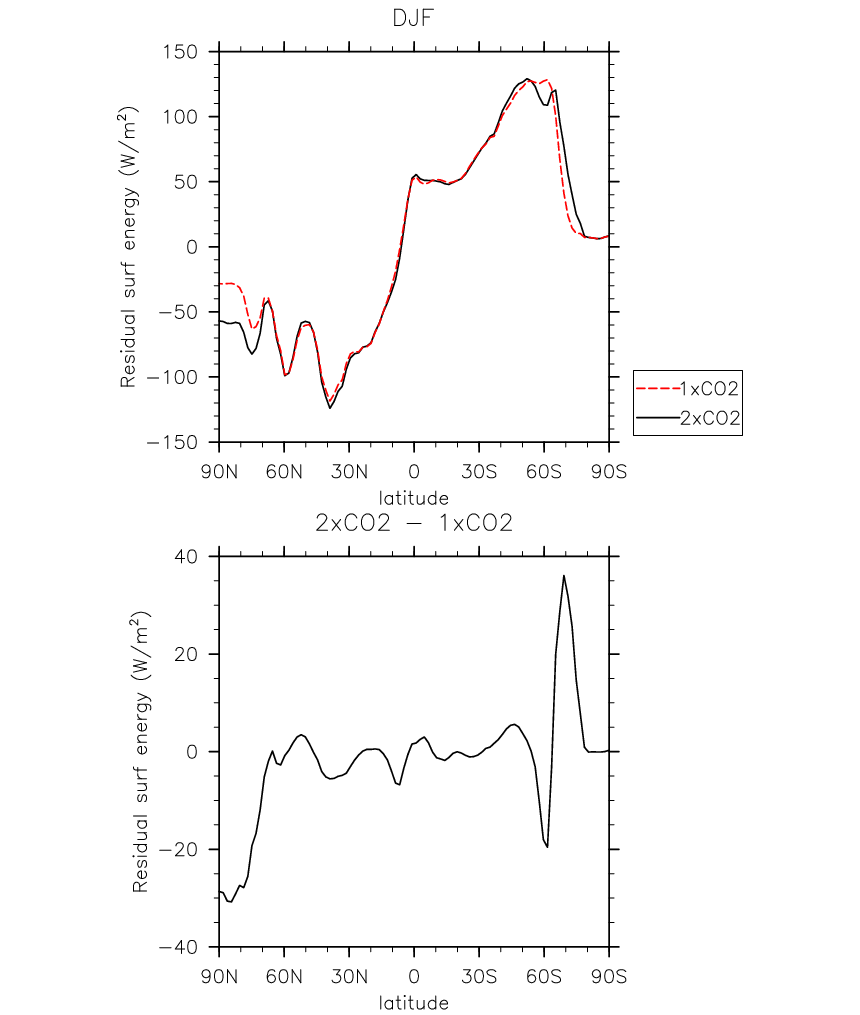 DJF
Residual surf energy (W/m²)
150
100
50
0
−50
−100
−150
90N 60N 30N 0 30S 60S 90S
latitude
1xCO2
2xCO2
2xCO2 − 1xCO2
Residual surf energy (W/m²)
40
20
0
−20
−40
90N 60N 30N 0 30S 60S 90S
latitude